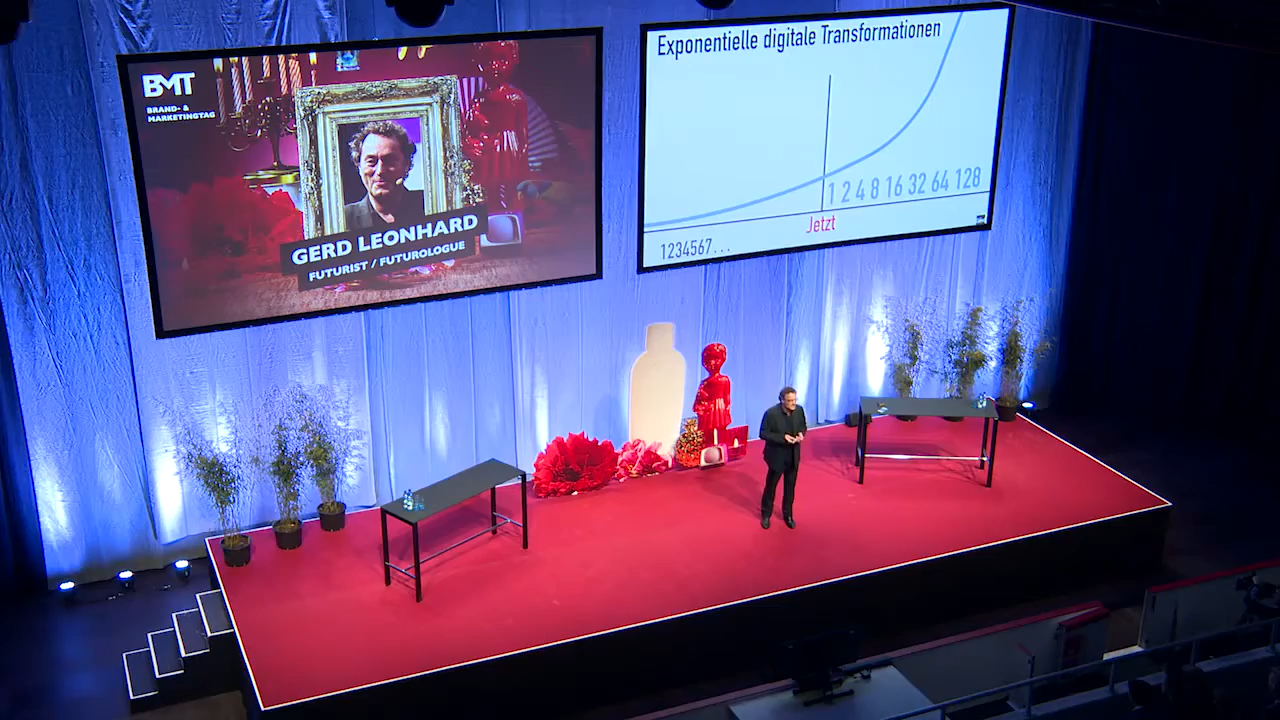 BMT
BRAND- &
MARKETINGTAG
GERD LEONHARD
FUTURIST / FUTUROLOGUE
Exponentielle digitale Transformationen
1 2 4 8 16 32 64 128
Jetzt
1234567...